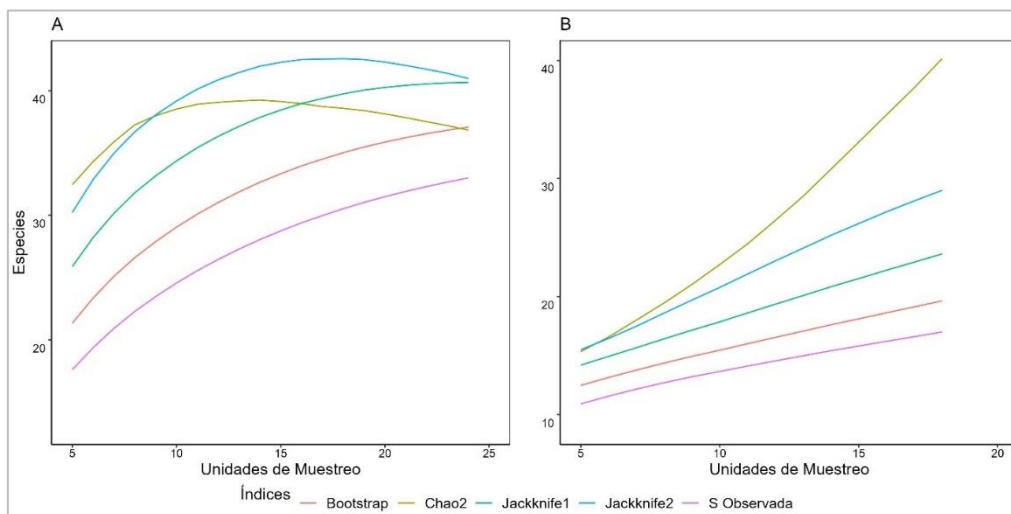 A
B
40
30
20
Especies
5
10
15
20
25
Unidades de Muestreo
40
30
20
10
5
10
15
20
Unidades de Muestreo
Índices
Bootstrap Chao2 Jackknife1 Jackknife2 S Observada